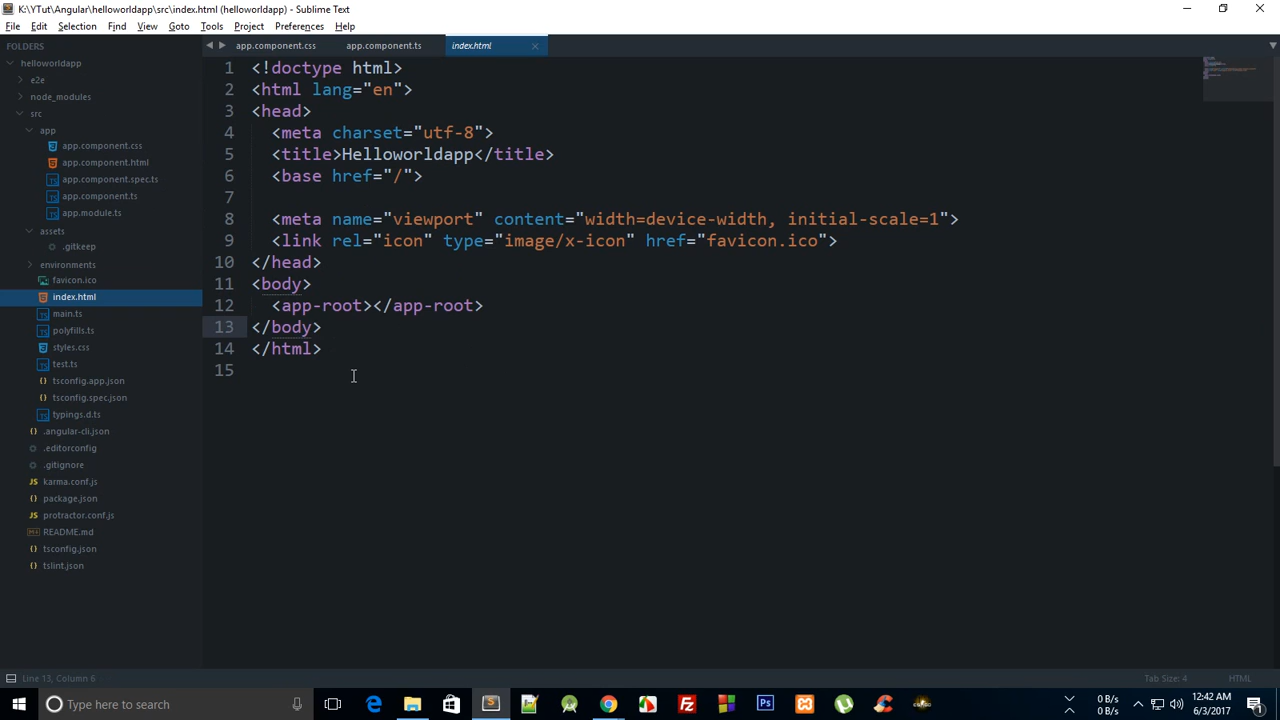 K:\YTut\Angular\helloworldapp\src\index.html (helloworldapp) - Sublime Text
File Edit Selection Find View Goto Tools Project Preferences Help
FOLDERS
helloworldapp
e2e
node_modules
src
app
app.component.css
app.component.html
app.component.spec.ts
app.component.ts
app.module.ts
assets
.gitkeep
environments
favicon.ico
index.html
main.ts
polyfills.ts
styles.css
test.ts
tsconfig.app.json
tsconfig.spec.json
typings.d.ts
.angular-cli.json
.editorconfig
.gitignore
karma.conf.js
package.json
protractor.conf.js
README.md
tsconfig.json
tslint.json
app.component.css app.component.ts index.html
1 <!doctype html>
2 <html lang="en">
3 <head>
4 <meta charset="utf-8">
5 <title>Helloworldapp</title>
6 <base href="/">
7
8 <meta name="viewport" content="width=device-width, initial-scale=1">
9 <link rel="icon" type="image/x-icon" href="favicon.ico">
10 </head>
11 <body>
12 <app-root></app-root>
13 </body>
14 </html>
15
Line 13, Column 6 Tab Size: 4 HTML
Type here to search
0 B/s
0 B/s
12:42 AM
6/3/2017